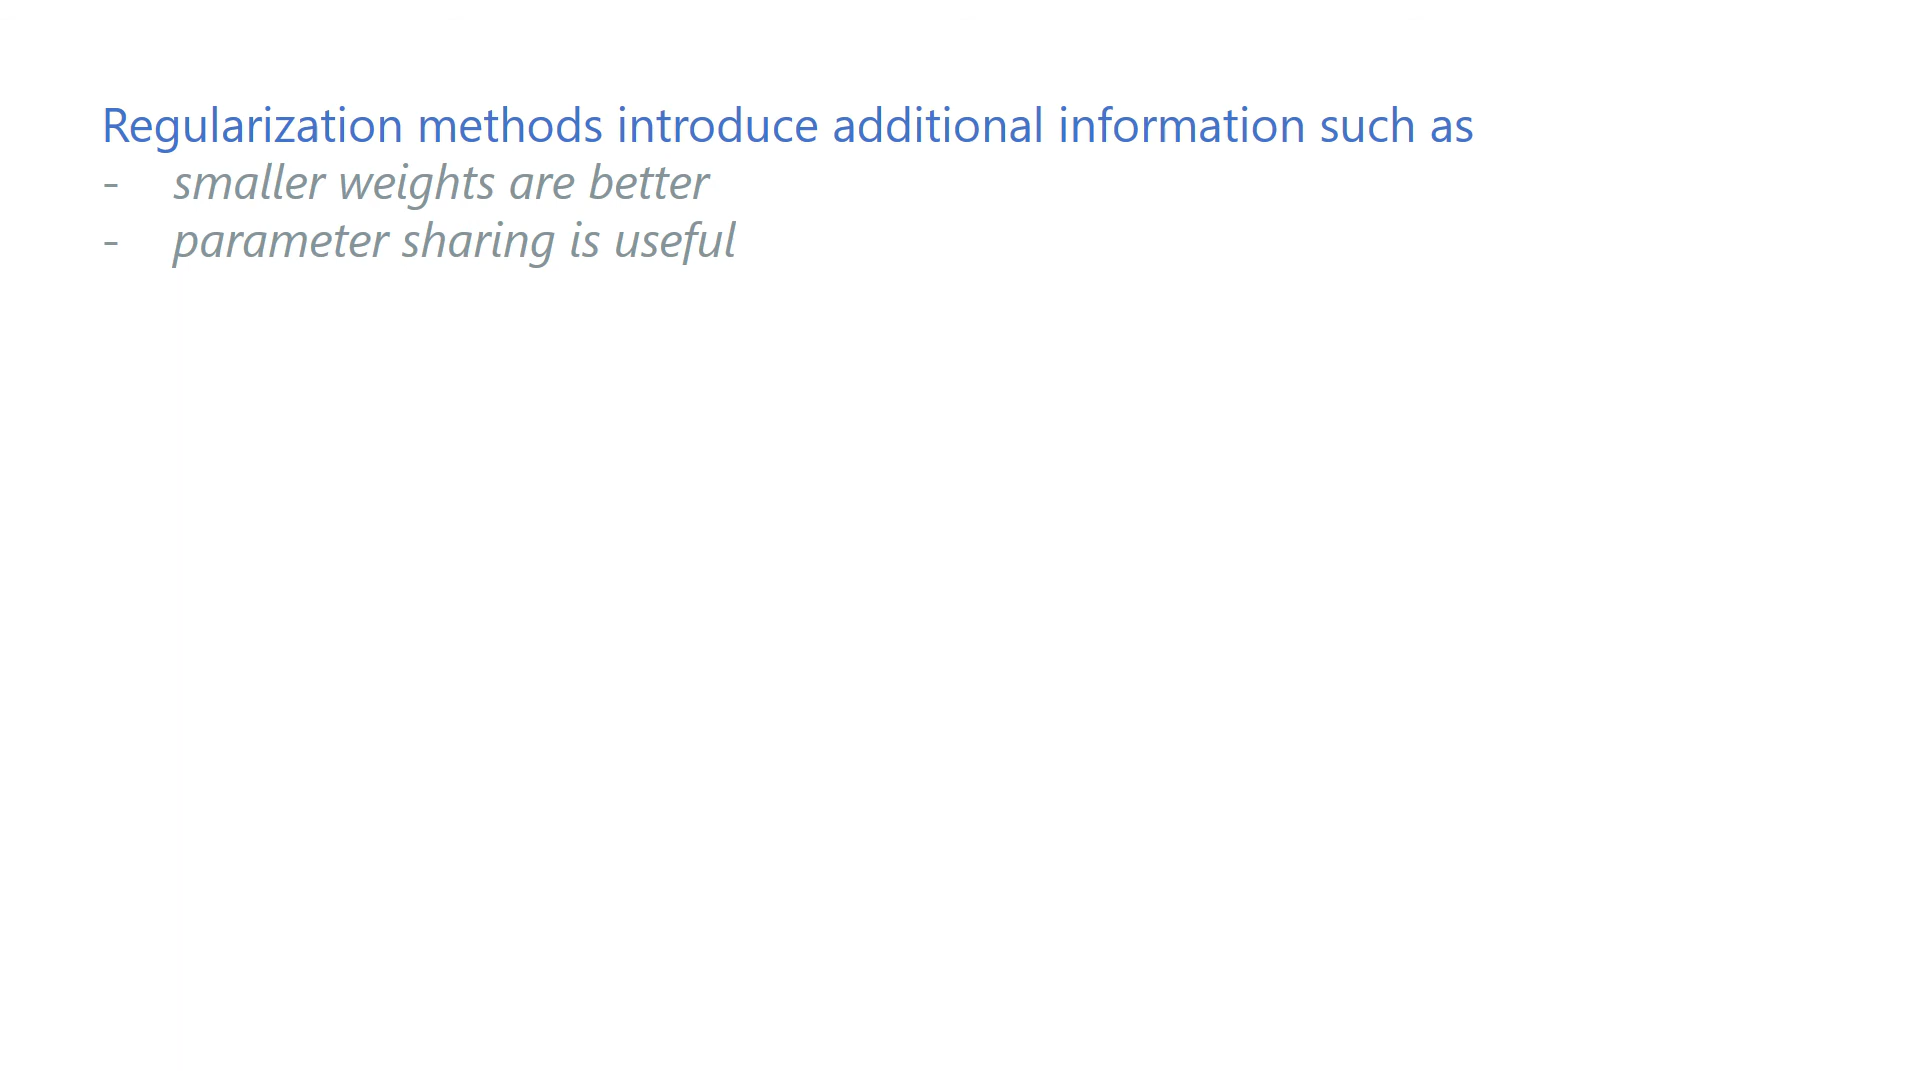 Regularization methods introduce additional information such as
- smaller weights are better
- parameter sharing is useful